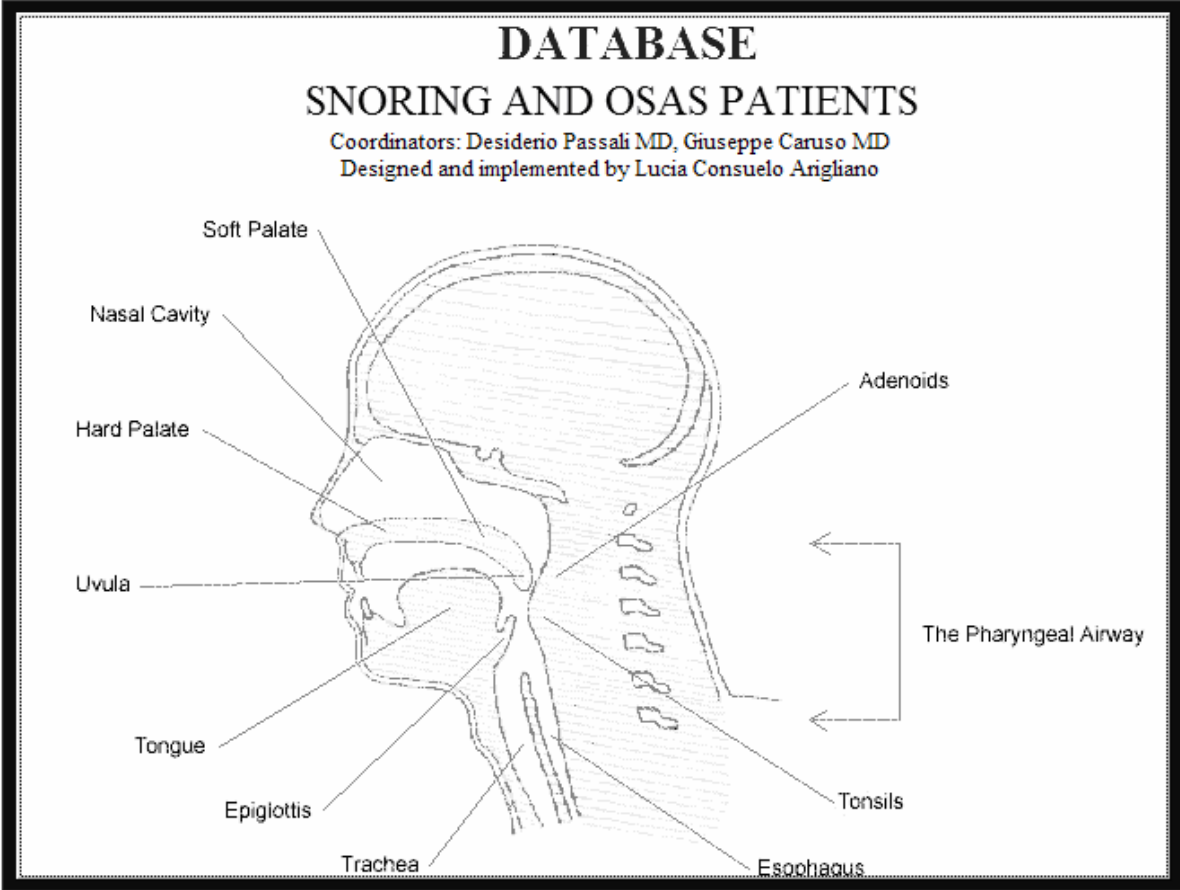 DATABASE
SNORING AND OSAS PATIENTS
Coordinators: Desiderio Passali MD, Giuseppe Caruso MD
Designed and implemented by Lucia Consuelo Arigliano
Soft Palate
Nasal Cavity
Adenoids
Hard Palate
Uvula
The Pharyngeal Airway
Tongue
Tonsils
Epiglottis
Trachea
Esophagus